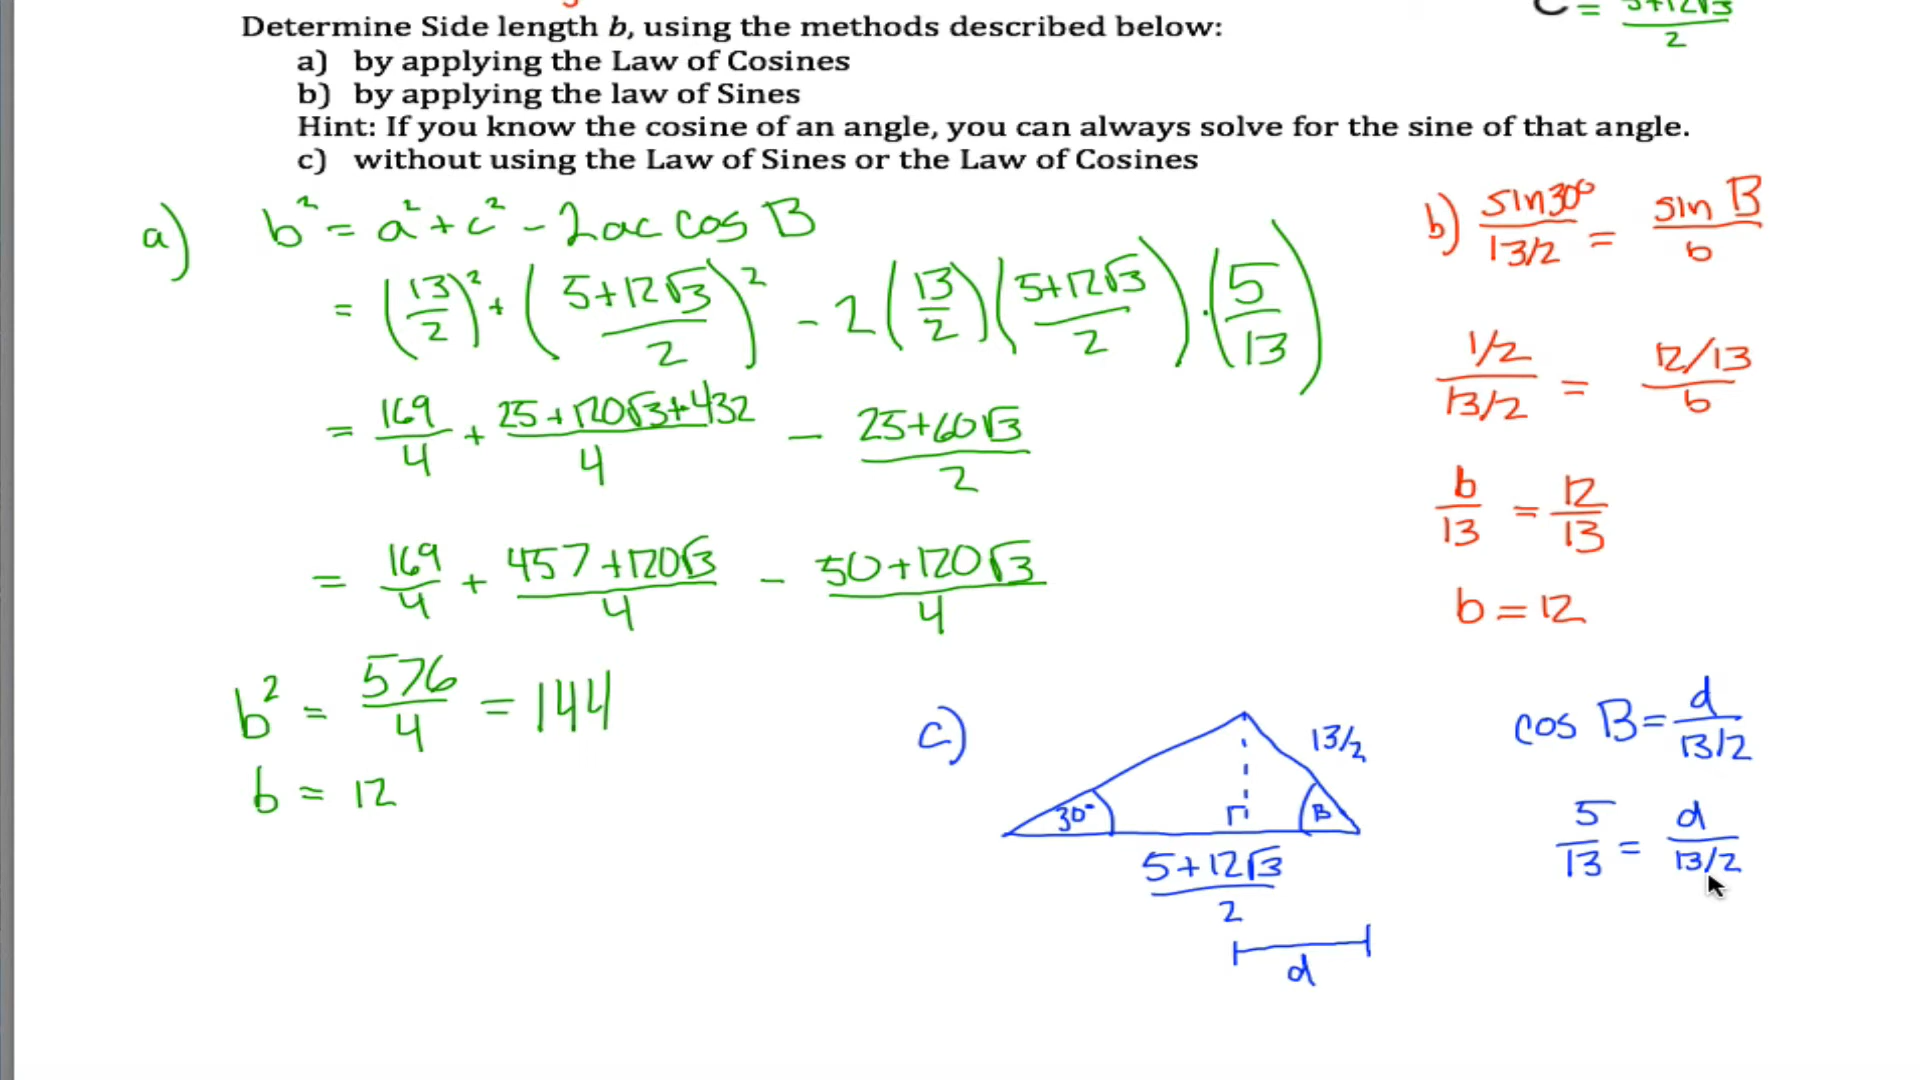 Determine Side length b, using the methods described below:
a) by applying the Law of Cosines
b) by applying the law of Sines
Hint: If you know the cosine of an angle, you can always solve for the sine of that angle.
c) without using the Law of Sines or the Law of Cosines
C = (5+12√3)/2
a) b² = a² + c² - 2ac cos B
= (13/2)² + ((5+12√3)/2)² - 2(13/2)((5+12√3)/2)·(5/13)
= 169/4 + (25+120√3+432)/4 - (25+60√3)/2
= 169/4 + (457+120√3)/4 - (50+120√3)/4
b² = 576/4 = 144
b = 12
b) sin30°/(13/2) = sin B/b
(1/2)/(13/2) = (12/13)/b
b/13 = 12/13
b = 12
c)
13/2
30°
B
(5+12√3)/2
d
cos B = d/(13/2)
5/13 = d/(13/2)